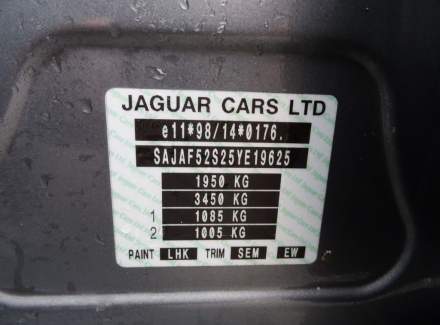 JAGUAR CARS LTD
e11*98/14*0176.
SAJAF52S25YE19625
1950 KG
3450 KG
1 1085 KG
2 1005 KG
PAINT LHK TRIM SEM EW